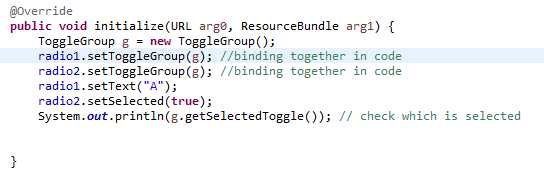 @Override
public void initialize(URL arg0, ResourceBundle arg1) {
ToggleGroup g = new ToggleGroup();
radio1.setToggleGroup(g); //binding together in code
radio2.setToggleGroup(g); //binding together in code
radio1.setText("A");
radio2.setSelected(true);
System.out.println(g.getSelectedToggle()); // check which is selected
}